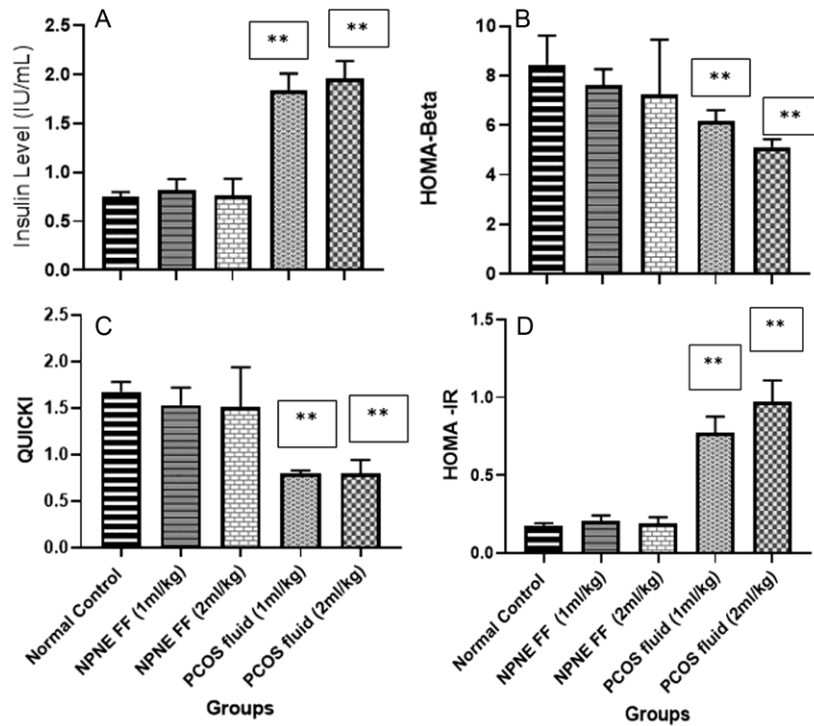 A
Insulin Level (IU/mL)
2.5
2.0
1.5
1.0
0.5
0.0
**
**
B
HOMA-Beta
10
8
6
4
2
0
**
**
C
QUICKI
2.5
2.0
1.5
1.0
0.5
0.0
**
**
Normal Control
NPNE FF (1ml/kg)
NPNE FF (2ml/kg)
PCOS fluid (1ml/kg)
PCOS fluid (2ml/kg)
Groups
D
HOMA -IR
1.5
1.0
0.5
0.0
**
**
Normal Control
NPNE FF (1ml/kg)
NPNE FF (2ml/kg)
PCOS fluid (1ml/kg)
PCOS fluid (2ml/kg)
Groups